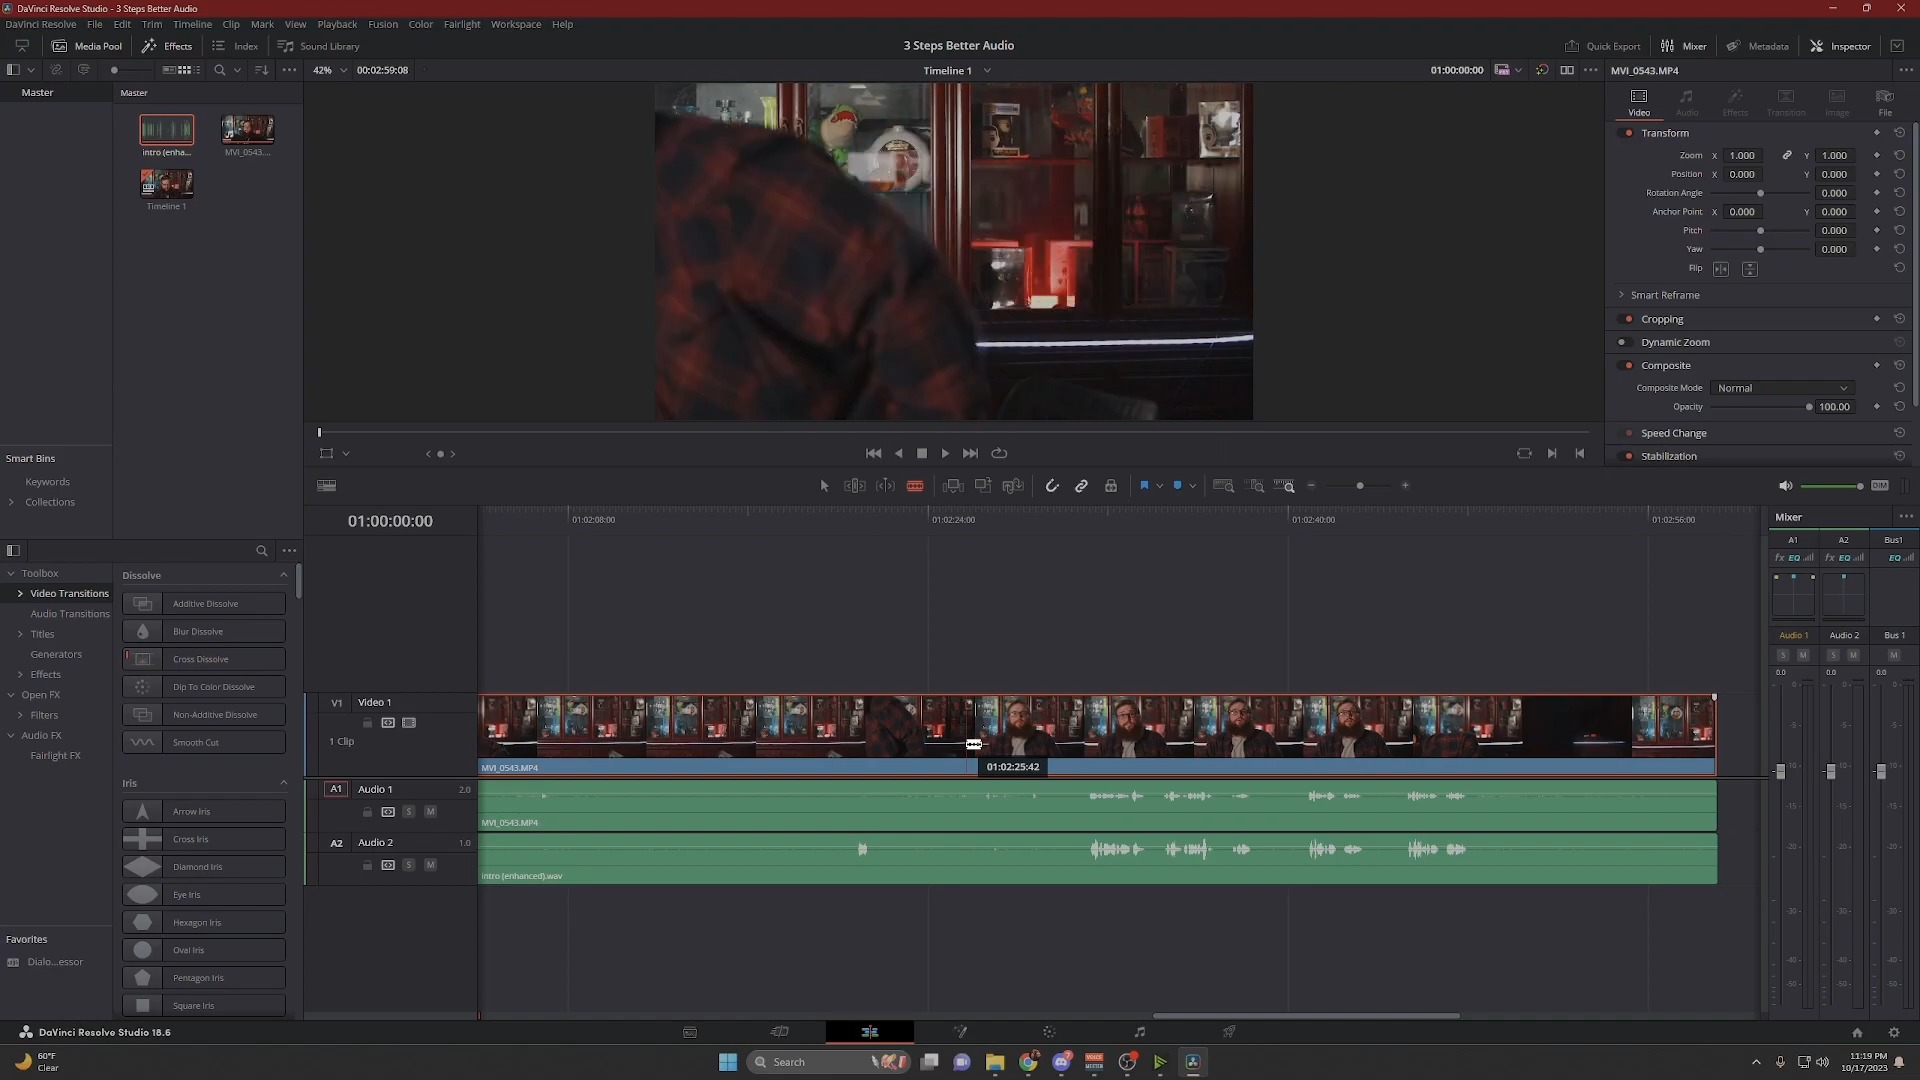 DaVinci Resolve Studio - 3 Steps Better Audio
DaVinci Resolve File Edit Trim Timeline Clip Mark View Playback Fusion Color Fairlight Workspace Help
Media Pool Effects Index Sound Library 3 Steps Better Audio Quick Export Mixer Metadata Inspector
42% 00:02:59:08 Timeline 1 01:00:00:00 MVI_0543.MP4
Master Master
intro (enha... MVI_0543....
Timeline 1
Video Audio Effects Transition Image File
Transform
Zoom X 1.000 Y 1.000
Position X 0.000 Y 0.000
Rotation Angle 0.000
Anchor Point X 0.000 Y 0.000
Pitch 0.000
Yaw 0.000
Flip
Smart Reframe
Cropping
Dynamic Zoom
Composite
Composite Mode Normal
Opacity 100.00
Speed Change
Stabilization
Smart Bins
Keywords
Collections
DIM
01:00:00:00 01:02:08:00 01:02:24:00 01:02:40:00 01:02:56:00
Mixer
A1 A2 Bus1
fx EQ fx EQ EQ
Audio 1 Audio 2 Bus 1
S M S M M
0.0 0.0 0.0
Toolbox
Video Transitions
Audio Transitions
Titles
Generators
Effects
Open FX
Filters
Audio FX
Fairlight FX
Favorites
Dialo...essor
Dissolve
Additive Dissolve
Blur Dissolve
Cross Dissolve
Dip To Color Dissolve
Non-Additive Dissolve
Smooth Cut
Iris
Arrow Iris
Cross Iris
Diamond Iris
Eye Iris
Hexagon Iris
Oval Iris
Pentagon Iris
Square Iris
V1 Video 1
1 Clip
MVI_0543.MP4
01:02:25:42
A1 Audio 1 2.0
S M
MVI_0543.MP4
A2 Audio 2 1.0
S M
intro (enhanced).wav
DaVinci Resolve Studio 18.6
60°F
Clear
Search
11:19 PM
10/17/2023